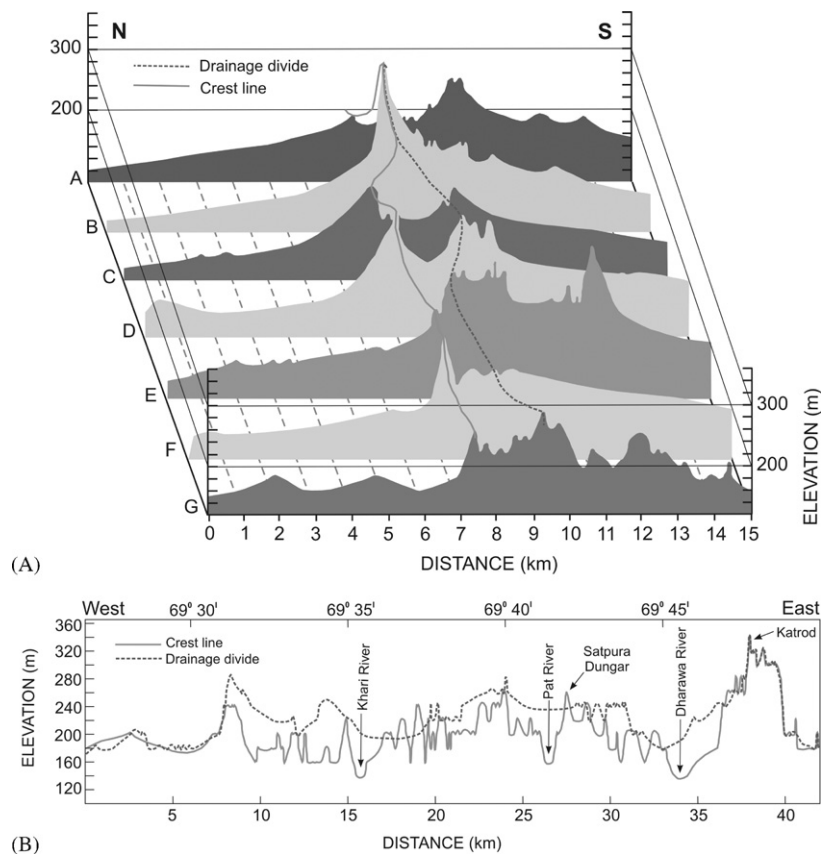 N
S
300
Drainage divide
Crest line
200
A
B
C
D
E
300
F
200
G
ELEVATION (m)
0 1 2 3 4 5 6 7 8 9 10 11 12 13 14 15
DISTANCE (km)
(A)
West 69° 30' 69° 35' 69° 40' 69° 45' East
360
320
280
240
200
160
120
ELEVATION (m)
Crest line
Drainage divide
Khari River
Pat River
Satpura
Dungar
Dharawa River
Katrod
5 10 15 20 25 30 35 40
DISTANCE (km)
(B)